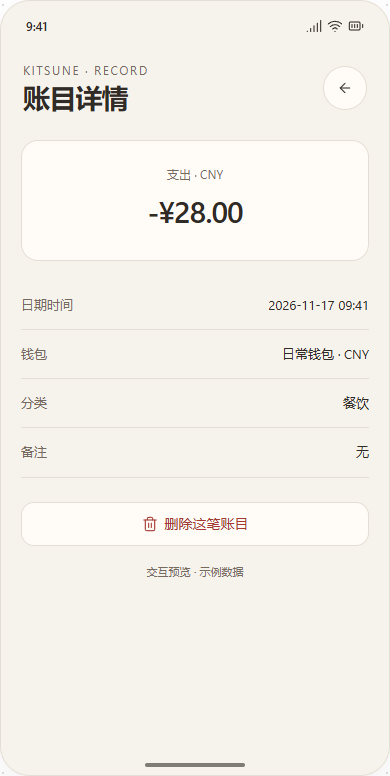 9:41
KITSUNE · RECORD
账目详情
支出 · CNY
-¥28.00
日期时间
2026-11-17 09:41
钱包
日常钱包 · CNY
分类
餐饮
备注
无
删除这笔账目
交互预览 · 示例数据